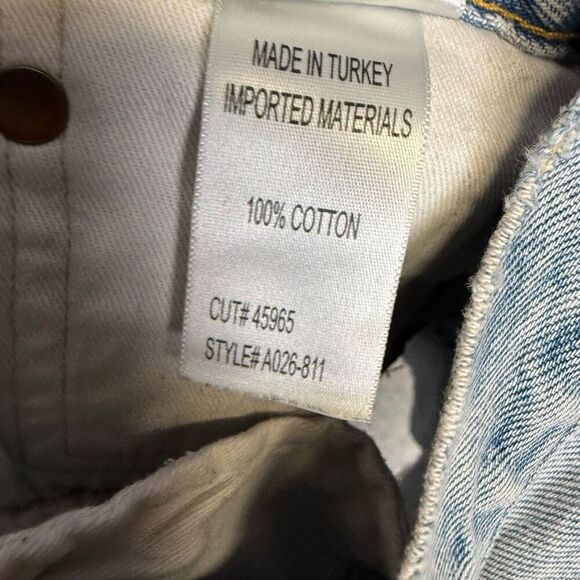 MADE IN TURKEY
IMPORTED MATERIALS
100% COTTON
CUT# 45965
STYLE# A026-811